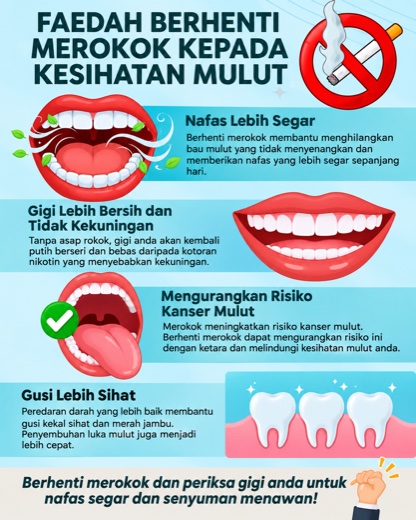 FAEDAH BERHENTI
MEROKOK KEPADA
KESIHATAN MULUT
Nafas Lebih Segar
Berhenti merokok membantu menghilangkan
bau mulut yang tidak menyenangkan dan
memberikan nafas yang lebih segar sepanjang
hari.
Gigi Lebih Bersih dan
Tidak Kekuningan
Tanpa asap rokok, gigi anda akan kembali
putih berseri dan bebas daripada kotoran
nikotin yang menyebabkan kekuningan.
Mengurangkan Risiko
Kanser Mulut
Merokok meningkatkan risiko kanser mulut.
Berhenti merokok dapat mengurangkan risiko ini
dengan ketara dan melindungi kesihatan mulut anda.
Gusi Lebih Sihat
Peredaran darah yang lebih baik membantu
gusi kekal sihat dan merah jambu.
Penyembuhan luka mulut juga menjadi
lebih cepat.
Berhenti merokok dan periksa gigi anda untuk
nafas segar dan senyuman menawan!